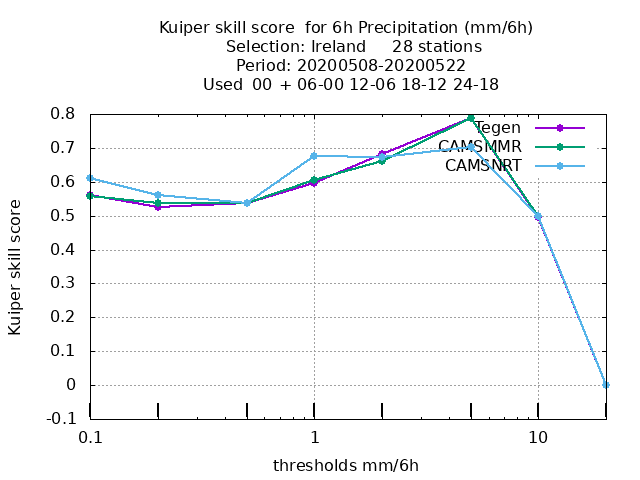 Kuiper skill score  for 6h Precipitation (mm/6h)
Selection: Ireland     28 stations
Period: 20200508-20200522
Used  00  + 06-00 12-06 18-12 24-18
Kuiper skill score
0.8
0.7
0.6
0.5
0.4
0.3
0.2
0.1
0
-0.1
Tegen
CAMSMMR
CAMSNRT
0.1
1
10
thresholds mm/6h